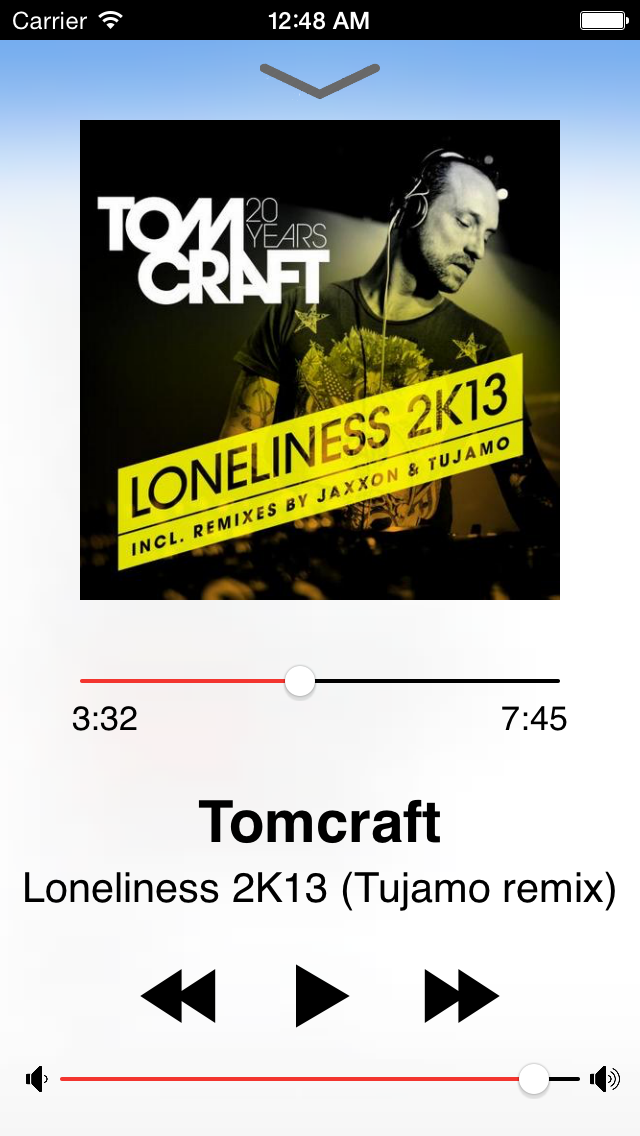 Carrier 12:48 AM
TOM 20 YEARS
CRAFT
LONELINESS 2K13
INCL. REMIXES BY JAXXON & TUJAMO
3:32 7:45
Tomcraft
Loneliness 2K13 (Tujamo remix)